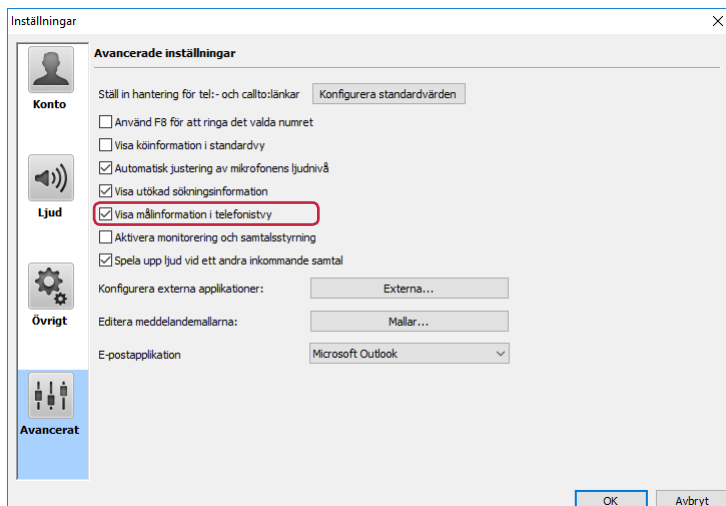 Inställningar
Avancerade inställningar
Ställ in hantering för tel:- och callto:länkar Konfigurera standardvärden
Konto
Använd F8 för att ringa det valda numret
Visa köinformation i standardvy
Automatisk justering av mikrofonens ljudnivå
Visa utökad sökningsinformation
Ljud
Visa målinformation i telefonistvy
Aktivera monitorering och samtalsstyrning
Spela upp ljud vid ett andra inkommande samtal
Konfigurera externa applikationer: Externa...
Övrigt
Editera meddelandemallarna: Mallar...
E-postapplikation Microsoft Outlook
Avancerat
OK Avbryt